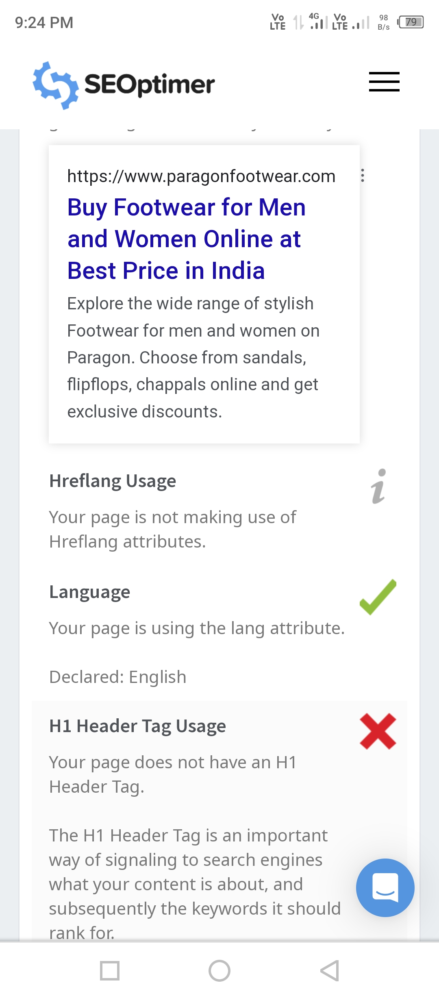 9:24 PM
Vo LTE 4G Vo LTE 98 B/s 79
SEOptimer
https://www.paragonfootwear.com
Buy Footwear for Men
and Women Online at
Best Price in India
Explore the wide range of stylish
Footwear for men and women on
Paragon. Choose from sandals,
flipflops, chappals online and get
exclusive discounts.
Hreflang Usage
Your page is not making use of
Hreflang attributes.
Language
Your page is using the lang attribute.
Declared: English
H1 Header Tag Usage
Your page does not have an H1
Header Tag.
The H1 Header Tag is an important
way of signaling to search engines
what your content is about, and
subsequently the keywords it should
rank for.